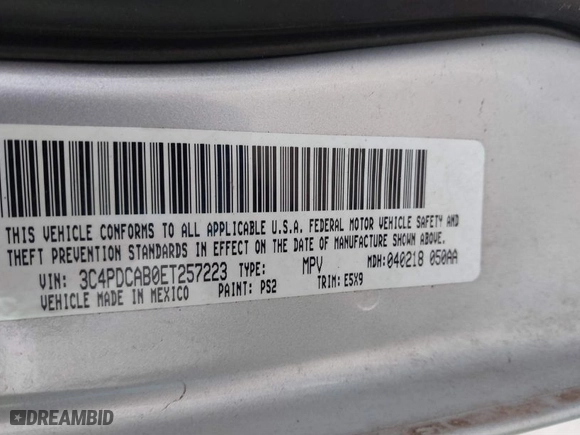 THIS VEHICLE CONFORMS TO ALL APPLICABLE U.S.A. FEDERAL MOTOR VEHICLE SAFETY AND
THEFT PREVENTION STANDARDS IN EFFECT ON THE DATE OF MANUFACTURE SHOWN ABOVE.
VIN: 3C4PDCAB0ET257223 TYPE: MPV MDH: 040218 050AA
VEHICLE MADE IN MEXICO PAINT: PS2 TRIM: E5X9
DREAMBID